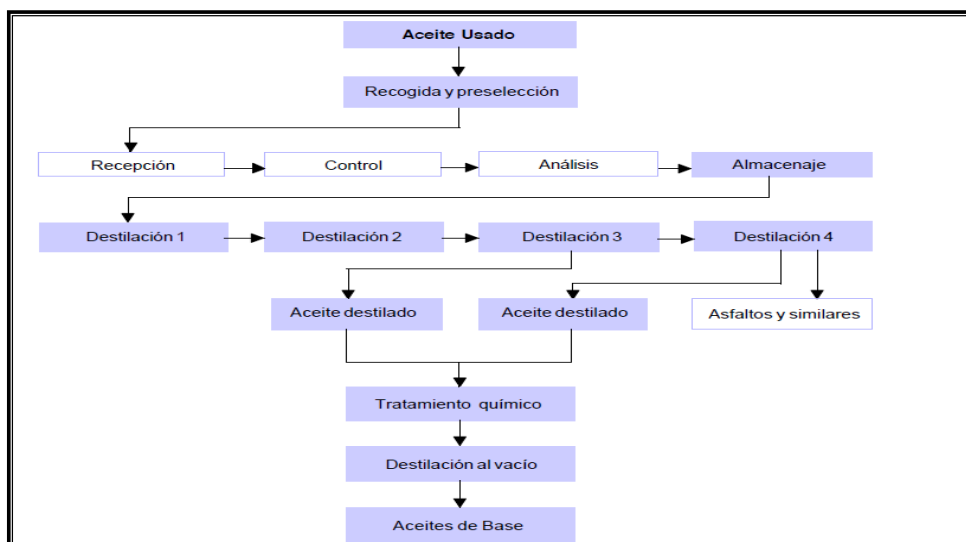 Aceite Usado
Recogida y preselección
Recepción
Control
Análisis
Almacenaje
Destilación 1
Destilación 2
Destilación 3
Destilación 4
Aceite destilado
Aceite destilado
Asfaltos y similares
Tratamiento químico
Destilación al vacío
Aceites de Base